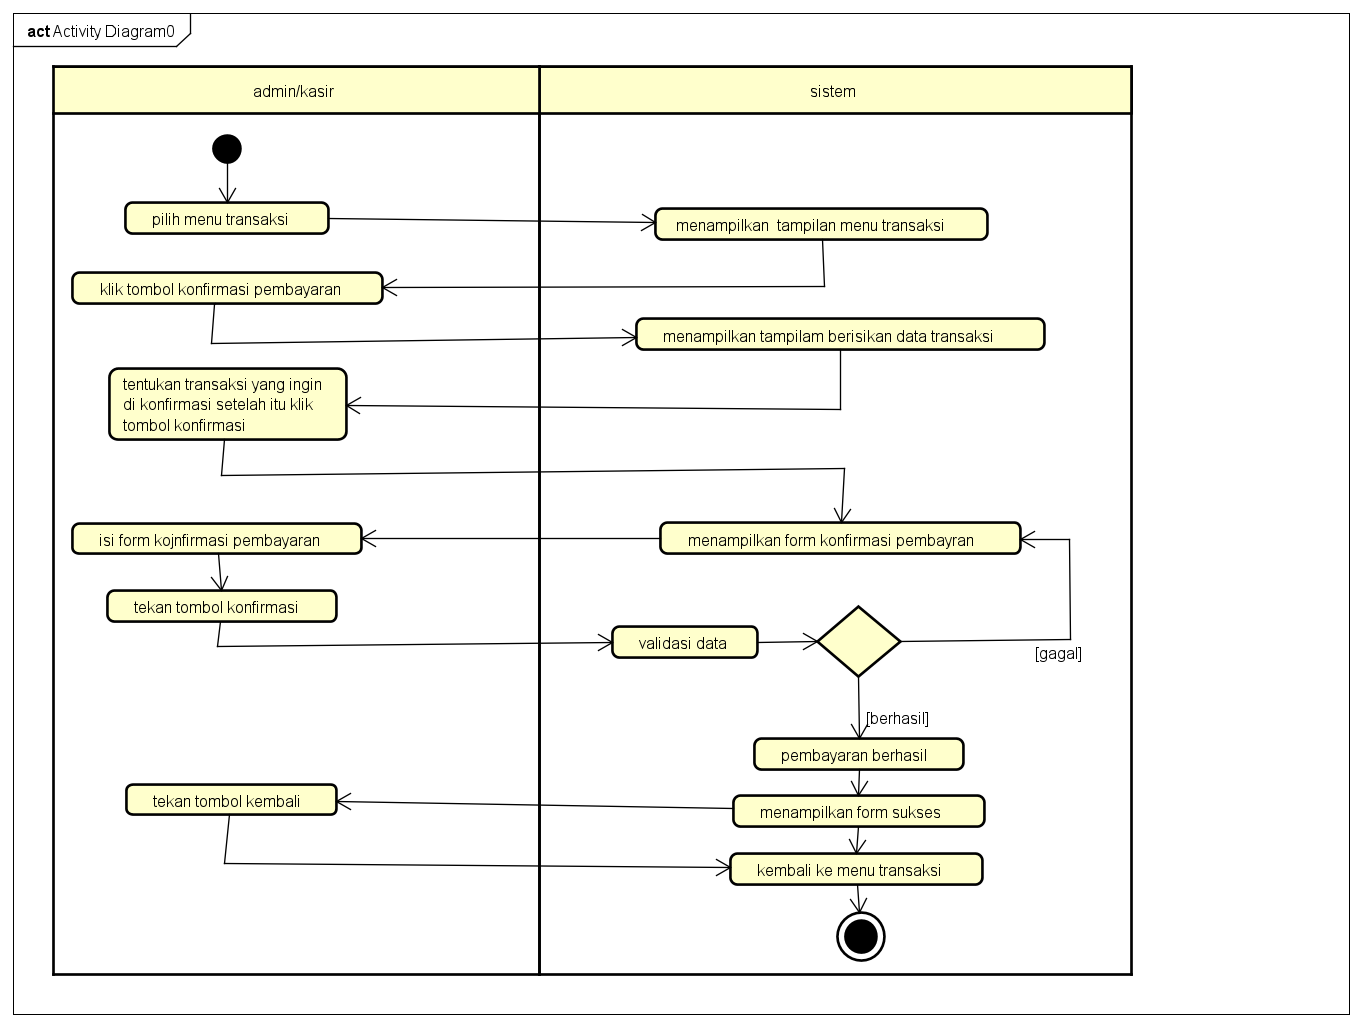 act Activity Diagram0
admin/kasir
sistem
pilih menu transaksi
menampilkan tampilan menu transaksi
klik tombol konfirmasi pembayaran
menampilkan tampilam berisikan data transaksi
tentukan transaksi yang ingin
di konfirmasi setelah itu klik
tombol konfirmasi
isi form kojnfirmasi pembayaran
menampilkan form konfirmasi pembayran
tekan tombol konfirmasi
validasi data
[gagal]
[berhasil]
pembayaran berhasil
tekan tombol kembali
menampilkan form sukses
kembali ke menu transaksi